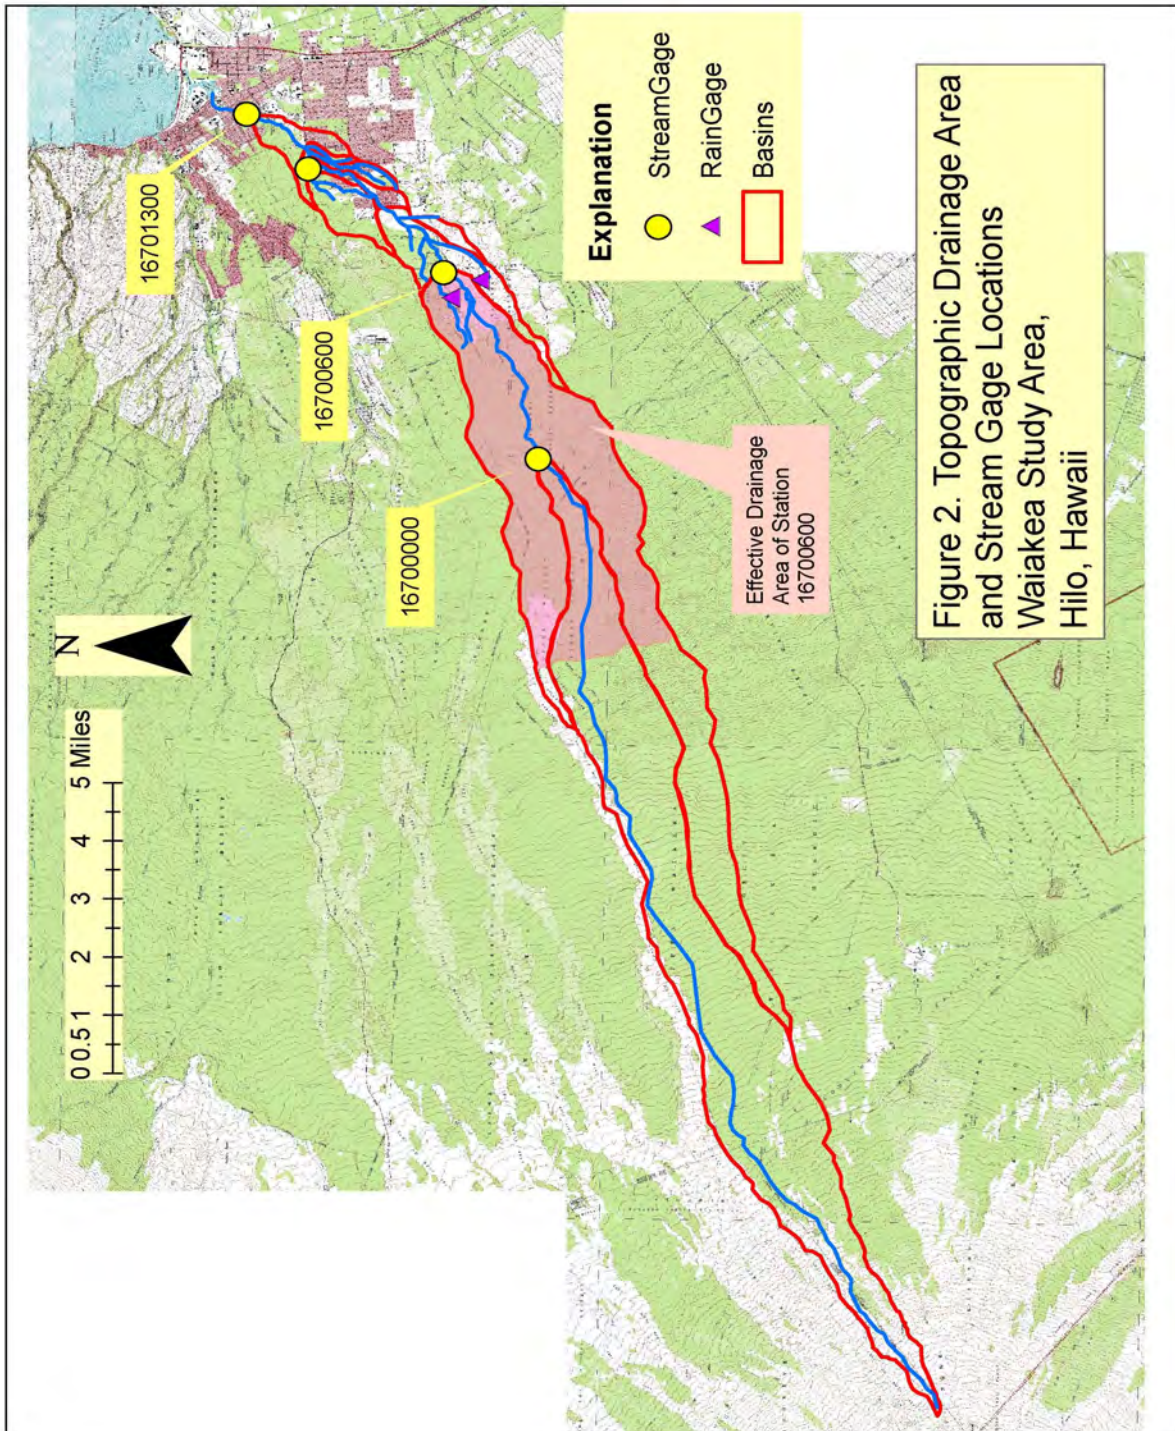 16701300
16700600
16700000
N
0 0.5 1 2 3 4 5 Miles
Explanation
StreamGage
RainGage
Basins
Effective Drainage
Area of Station
16700600
Figure 2. Topographic Drainage Area
and Stream Gage Locations
Waiakea Study Area,
Hilo, Hawaii